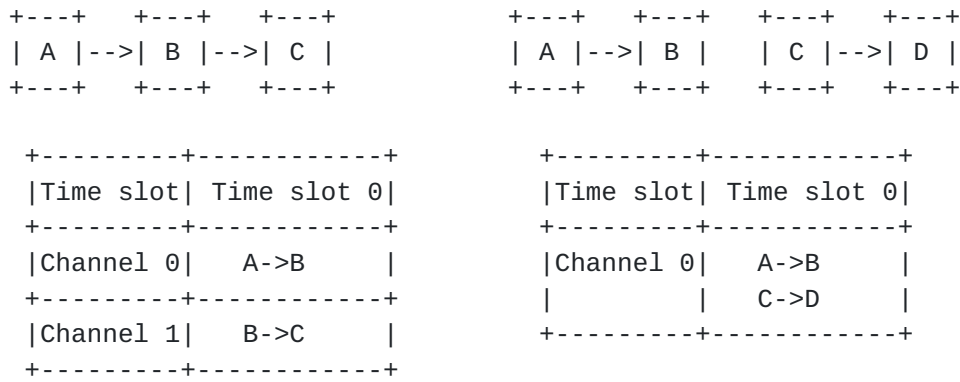 +---+   +---+   +---+              +---+   +---+   +---+   +---+
| A |-->| B |-->| C |              | A |-->| B |   | C |-->| D |
+---+   +---+   +---+              +---+   +---+   +---+   +---+

 +---------+------------+            +---------+------------+
 |Time slot| Time slot 0|            |Time slot| Time slot 0|
 +---------+------------+            +---------+------------+
 |Channel 0|   A->B     |            |Channel 0|   A->B     |
 +---------+------------+            |         |   C->D     |
 |Channel 1|   B->C     |            +---------+------------+
 +---------+------------+